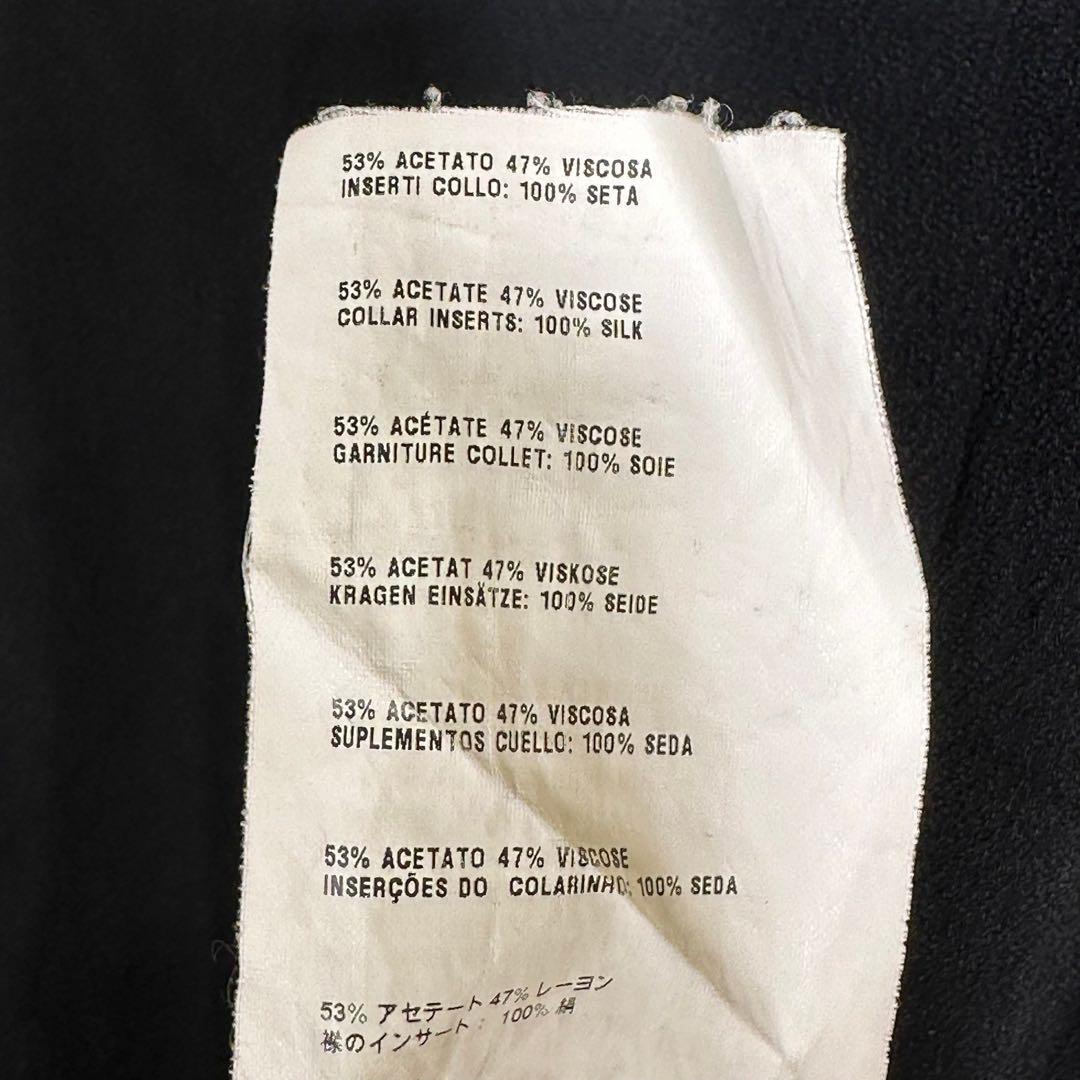 53% ACETATO 47% VISCOSA
INSERTI COLLO: 100% SETA
53% ACETATE 47% VISCOSE
COLLAR INSERTS: 100% SILK
53% ACÉTATE 47% VISCOSE
GARNITURE COLLET: 100% SOIE
53% ACETAT 47% VISKOSE
KRAGEN EINSÄTZE: 100% SEIDE
53% ACETATO 47% VISCOSA
SUPLEMENTOS CUELLO: 100% SEDA
53% ACETATO 47% VISCOSE
INSERÇÕES DO COLARINHO: 100% SEDA
53% アセテート 47% レーヨン
襟のインサート: 100% 絹